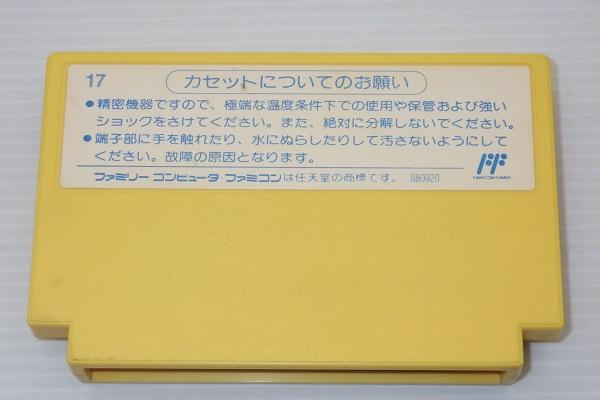 17
カセットについてのお願い
●精密機器ですので、極端な温度条件下での使用や保管および強い
ショックをさけてください。また、絶対に分解しないでください。
●端子部に手を触れたり、水にぬらしたりして汚さないようにして
ください。故障の原因となります。
ファミリーコンピュータ・ファミコンは任天堂の商標です。 880920